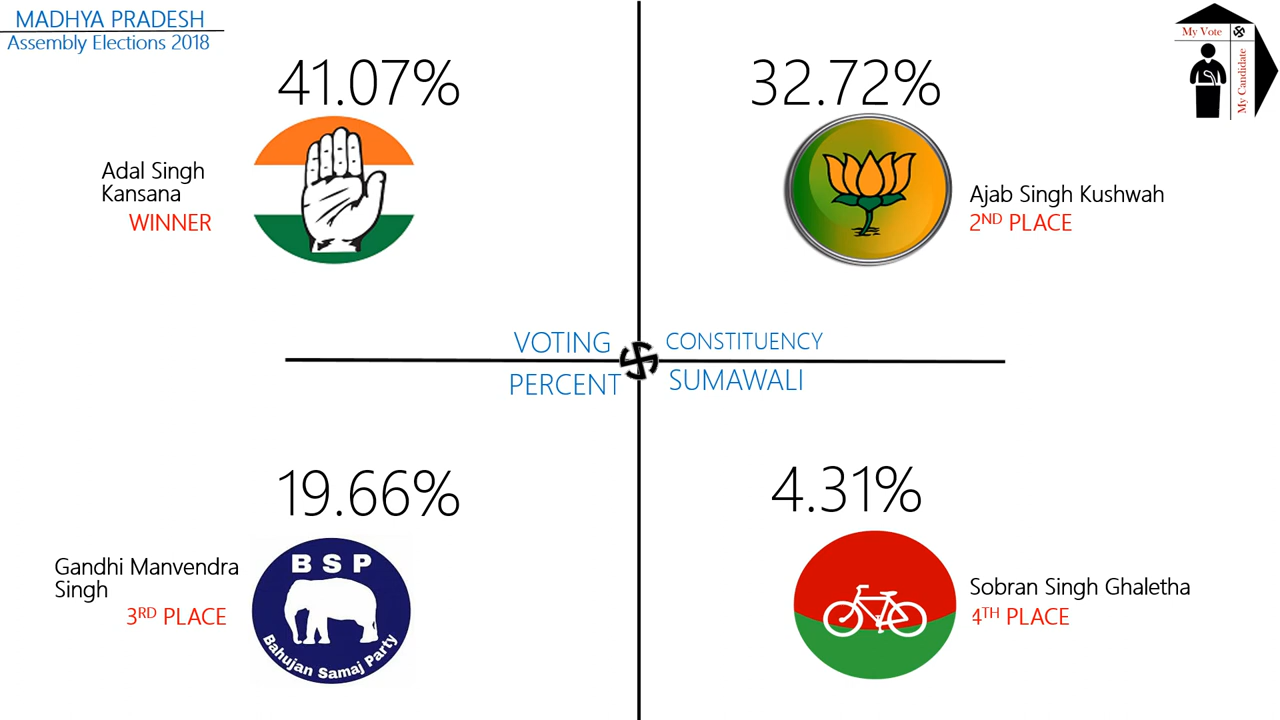 MADHYA PRADESH
Assembly Elections 2018
My Vote
My Candidate
41.07%
Adal Singh
Kansana
WINNER
32.72%
Ajab Singh Kushwah
2ND PLACE
VOTING
PERCENT
CONSTITUENCY
SUMAWALI
19.66%
Gandhi Manvendra
Singh
3RD PLACE
BSP
Bahujan Samaj Party
4.31%
Sobran Singh Ghaletha
4TH PLACE